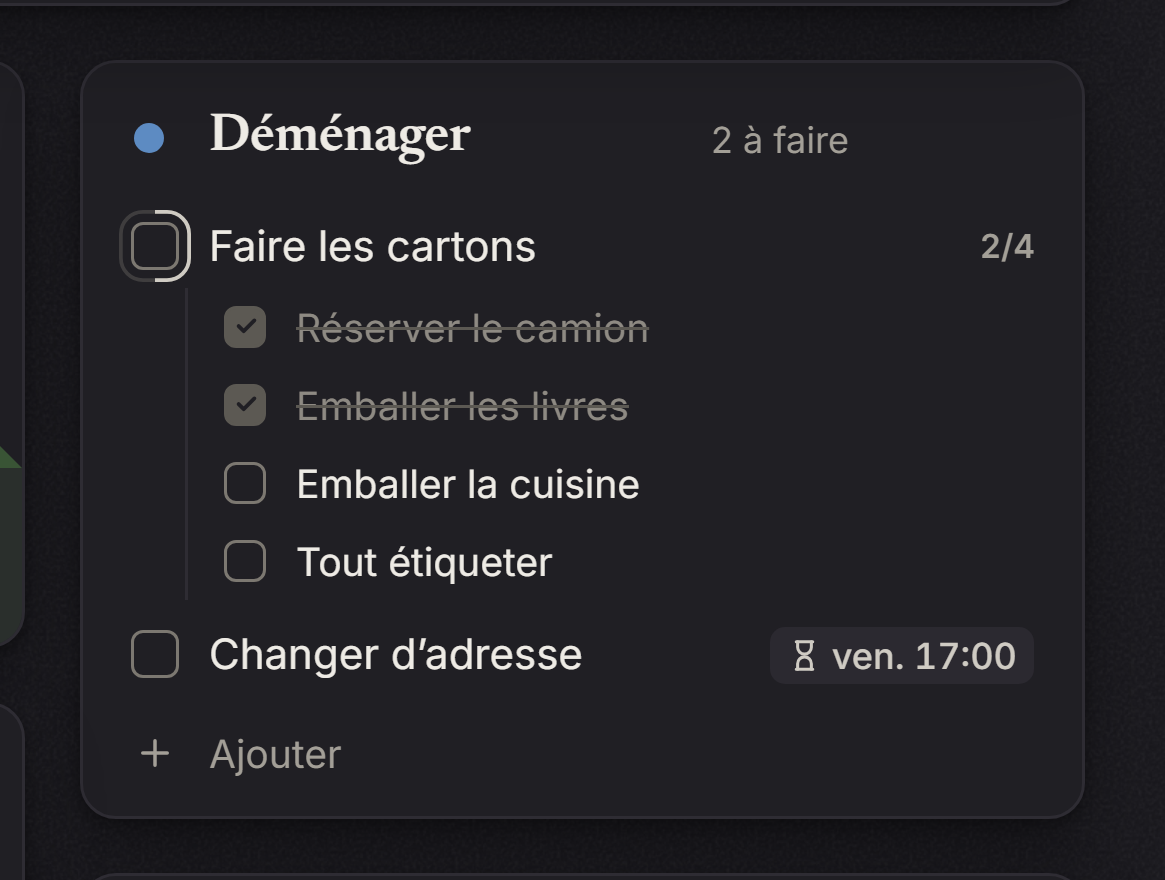 Déménager
2 à faire
Faire les cartons
2/4
Réserver le camion
Emballer les livres
Emballer la cuisine
Tout étiqueter
Changer d’adresse
ven. 17:00
Ajouter